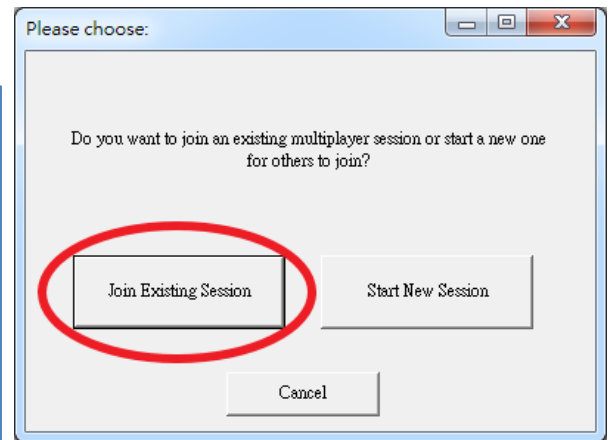 Please choose:
Do you want to join an existing multiplayer session or start a new one
for others to join?
Join Existing Session
Start New Session
Cancel